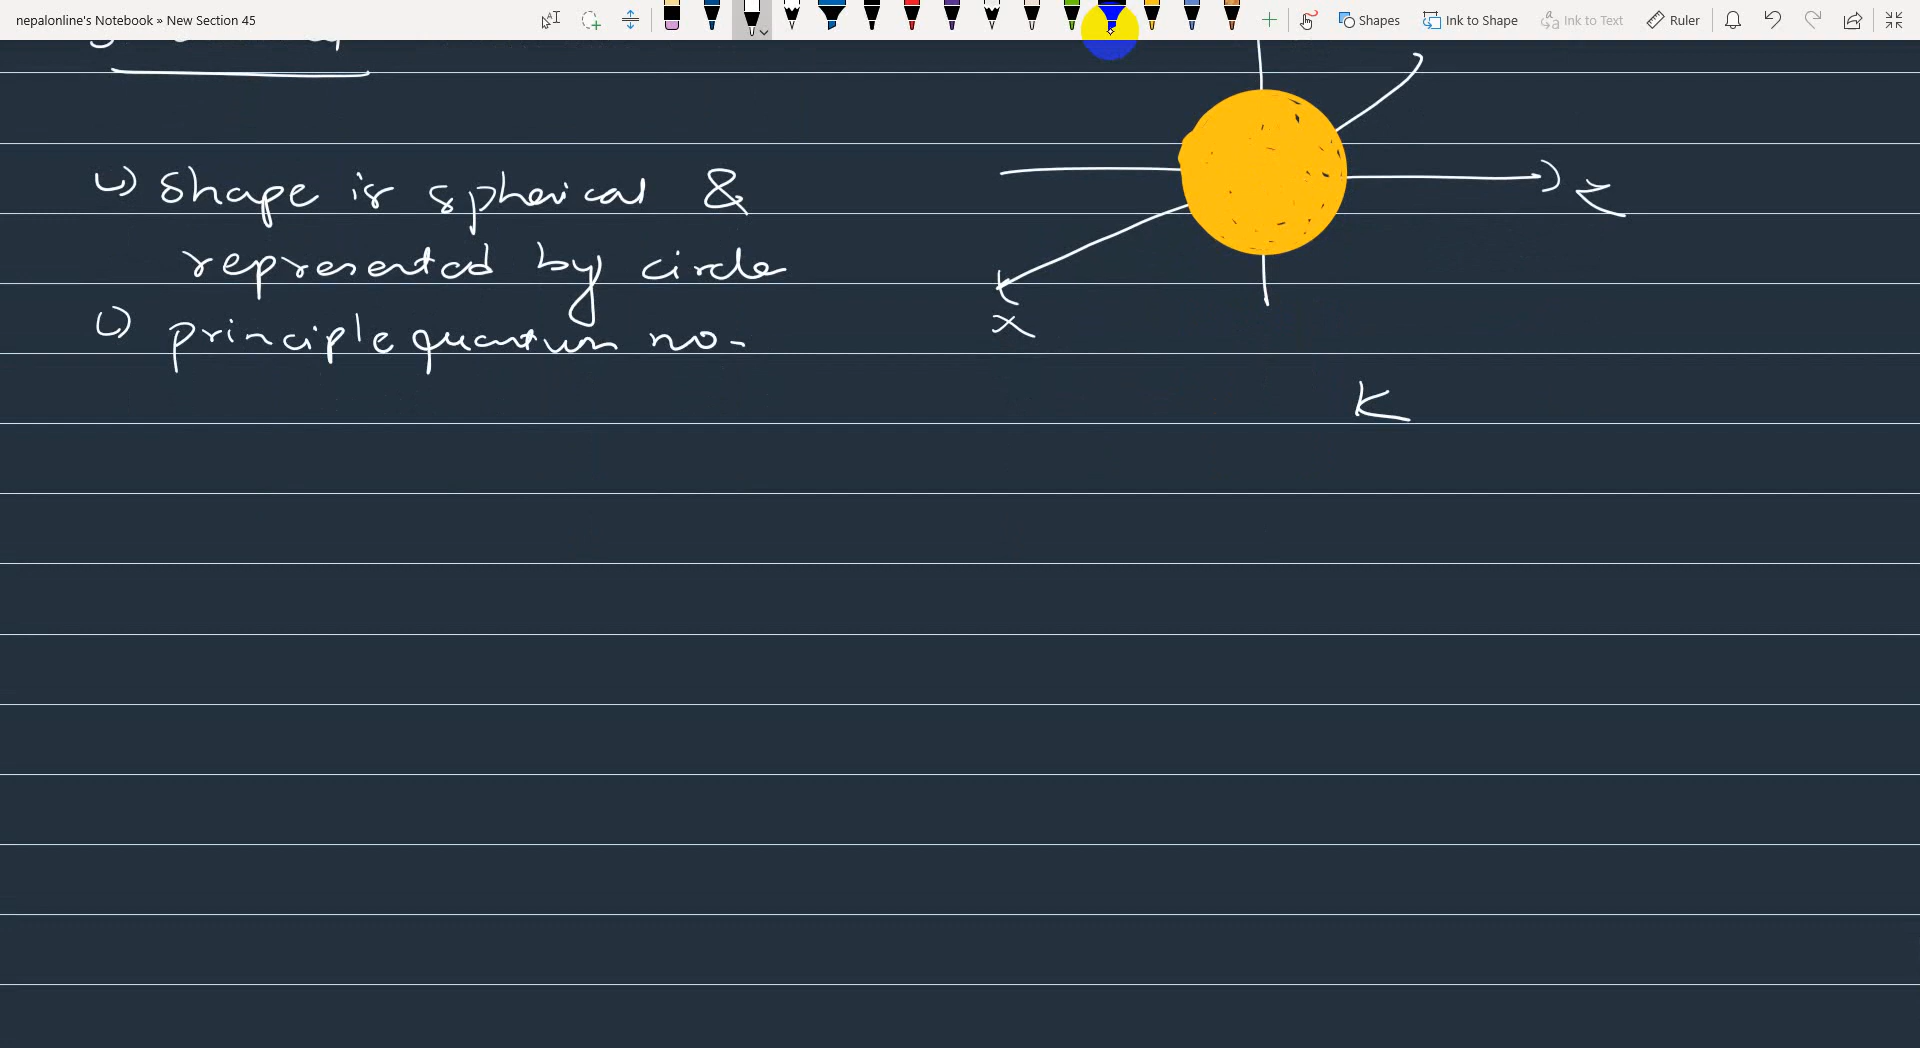 nepalonline's Notebook » New Section 45
Shapes
Ink to Shape
Ink to Text
Ruler
i) shape is spherical &
represented by circle
i) principle quantum no-
z
x
K